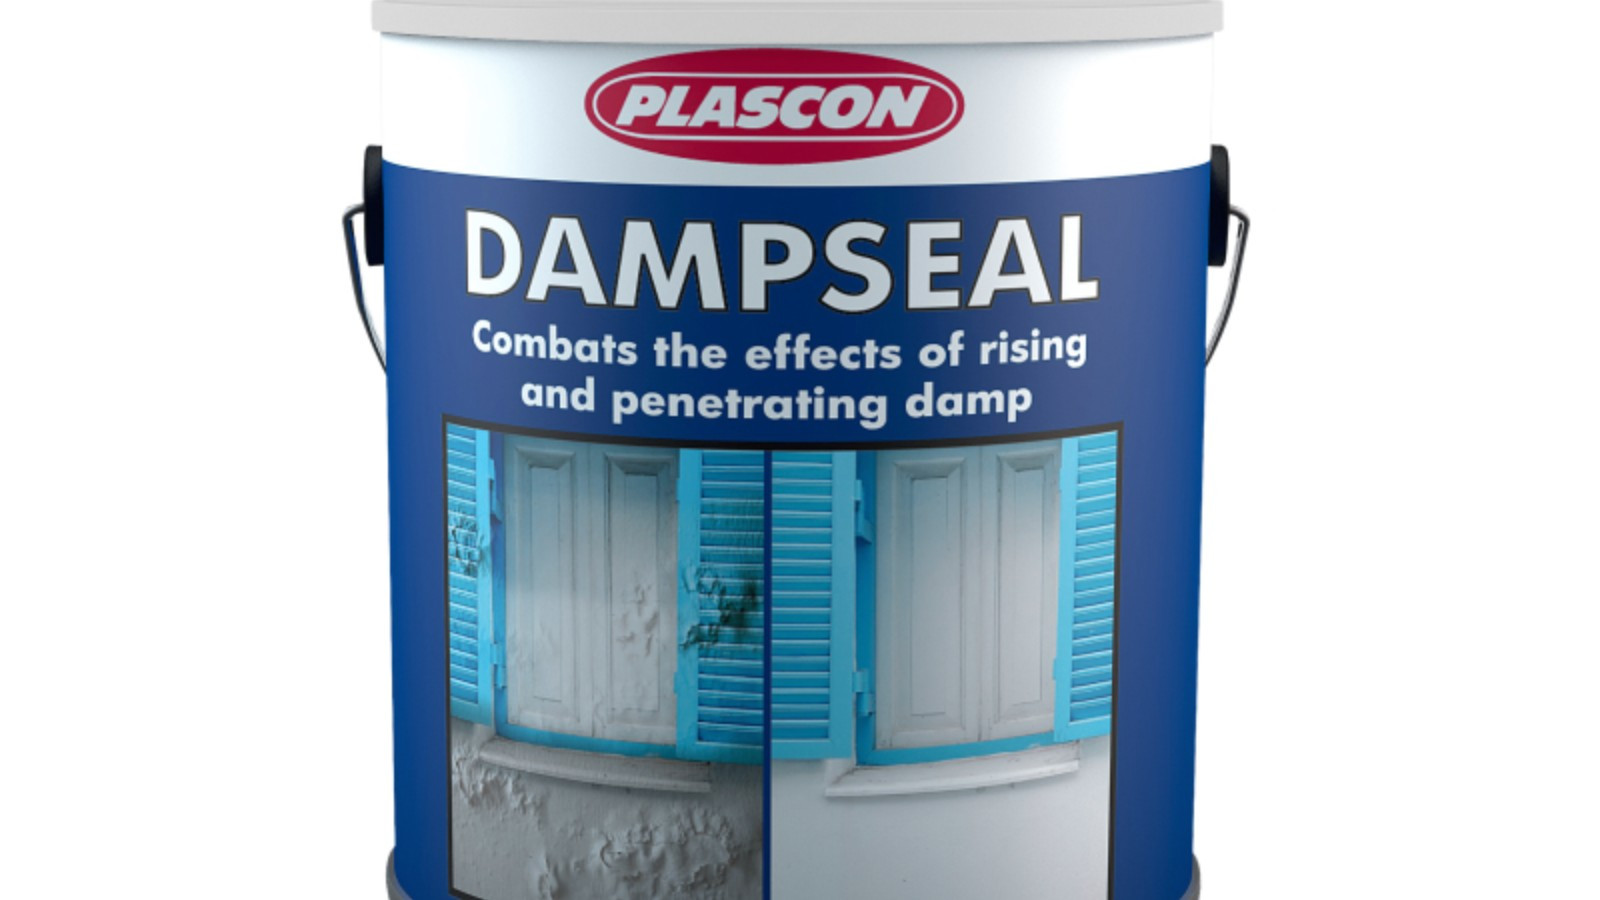 PLASCON
DAMPSEAL
Combats the effects of rising
and penetrating damp